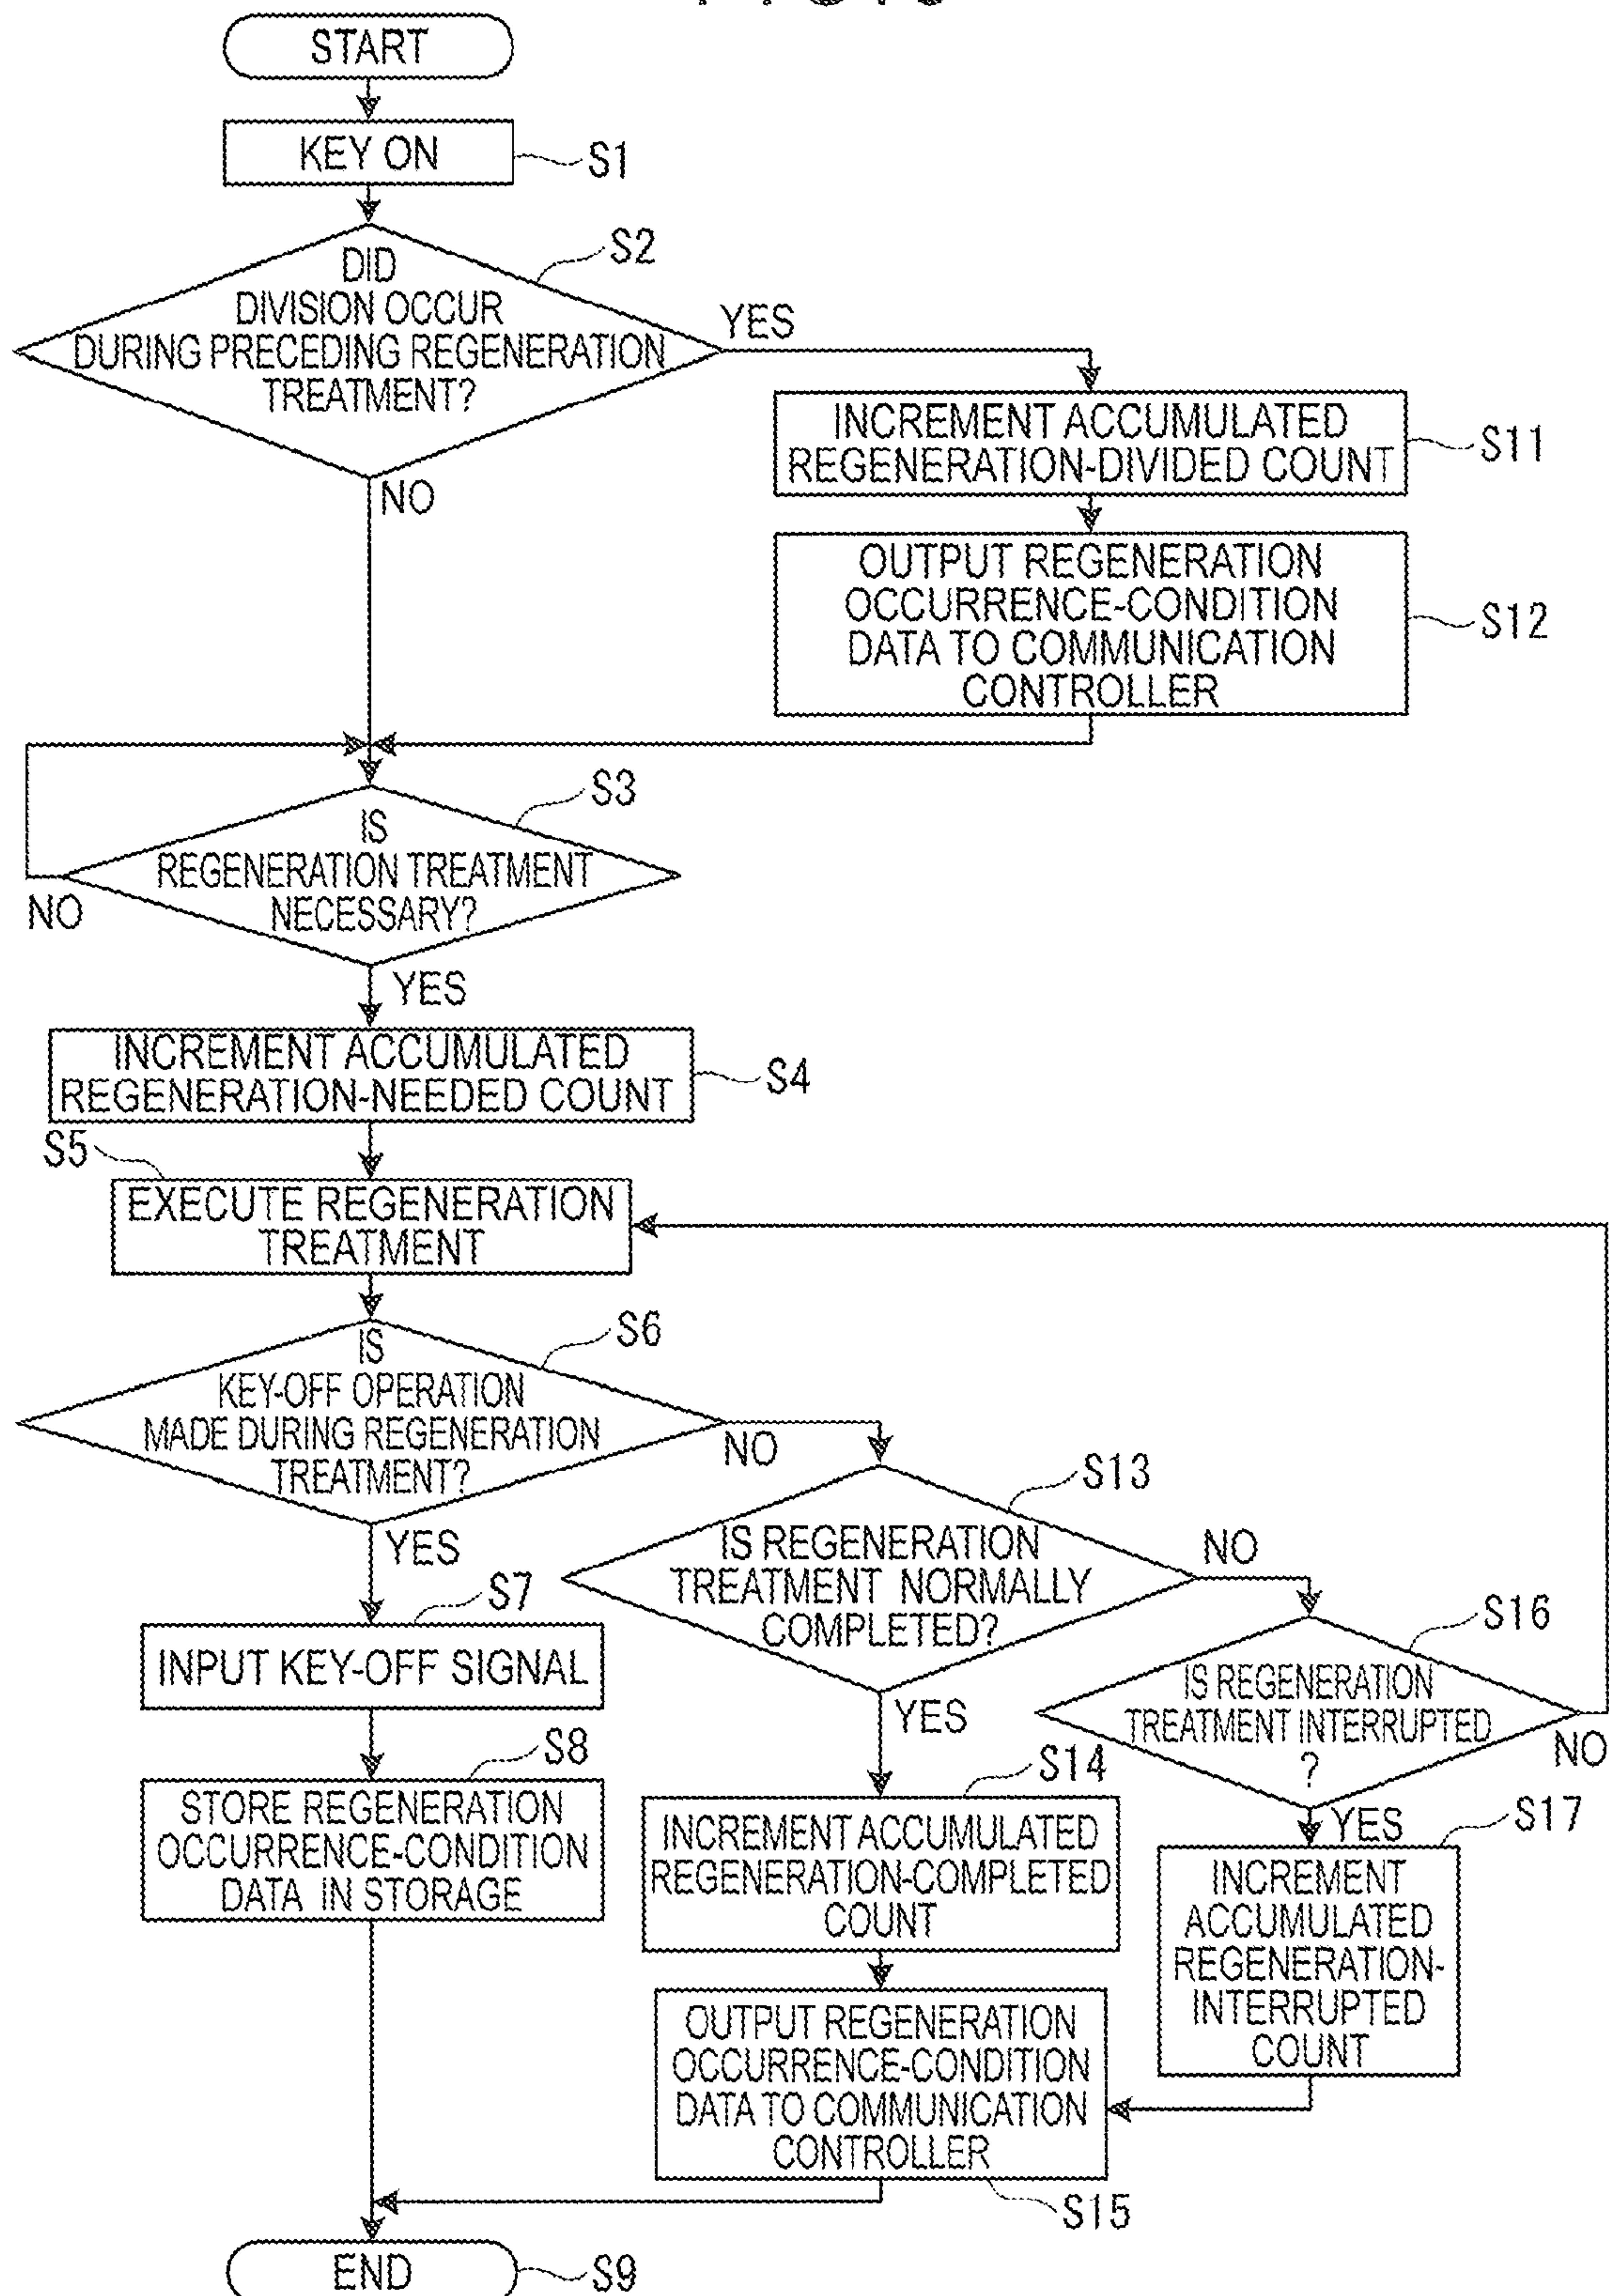 START
KEY ON
S1
S2
DID
DIVISION OCCUR
DURING PRECEDING REGENERATION
TREATMENT?
YES
NO
INCREMENT ACCUMULATED
REGENERATION-DIVIDED COUNT
S11
OUTPUT REGENERATION
OCCURRENCE-CONDITION
DATA TO COMMUNICATION
CONTROLLER
S12
S3
IS
REGENERATION TREATMENT
NECESSARY?
NO
YES
INCREMENT ACCUMULATED
REGENERATION-NEEDED COUNT
S4
S5
EXECUTE REGENERATION
TREATMENT
S6
IS
KEY-OFF OPERATION
MADE DURING REGENERATION
TREATMENT?
NO
YES
S13
IS REGENERATION
TREATMENT NORMALLY
COMPLETED?
NO
YES
S7
INPUT KEY-OFF SIGNAL
S16
IS REGENERATION
TREATMENT INTERRUPTED
?
NO
YES
S8
STORE REGENERATION
OCCURRENCE-CONDITION
DATA IN STORAGE
S14
INCREMENT ACCUMULATED
REGENERATION-COMPLETED
COUNT
S17
INCREMENT
ACCUMULATED
REGENERATION-
INTERRUPTED
COUNT
OUTPUT REGENERATION
OCCURRENCE-CONDITION
DATA TO COMMUNICATION
CONTROLLER
S15
END
S9